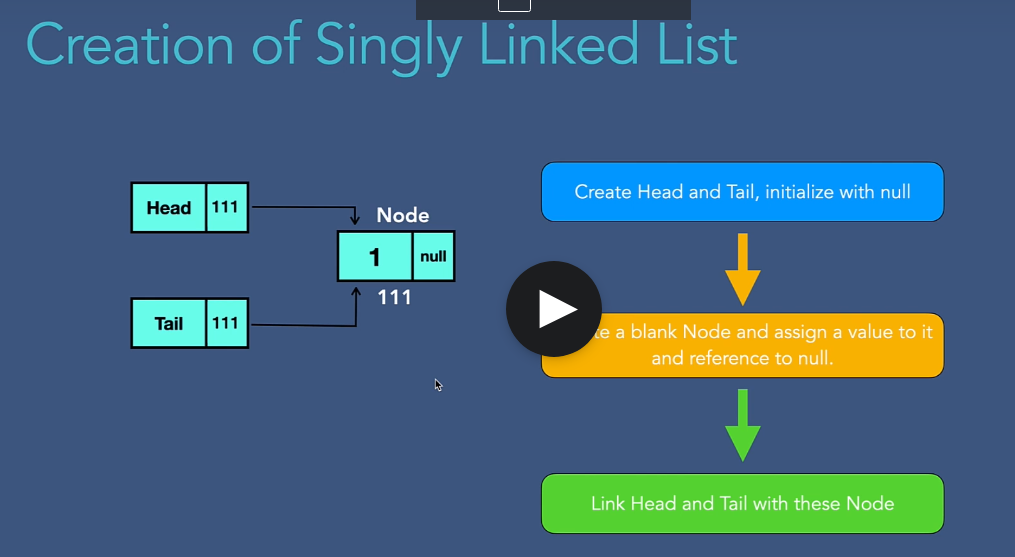 Creation of Singly Linked List
Head 111
Node
1 null
111
Tail 111
Create Head and Tail, initialize with null
a blank Node and assign a value to it
and reference to null.
Link Head and Tail with these Node